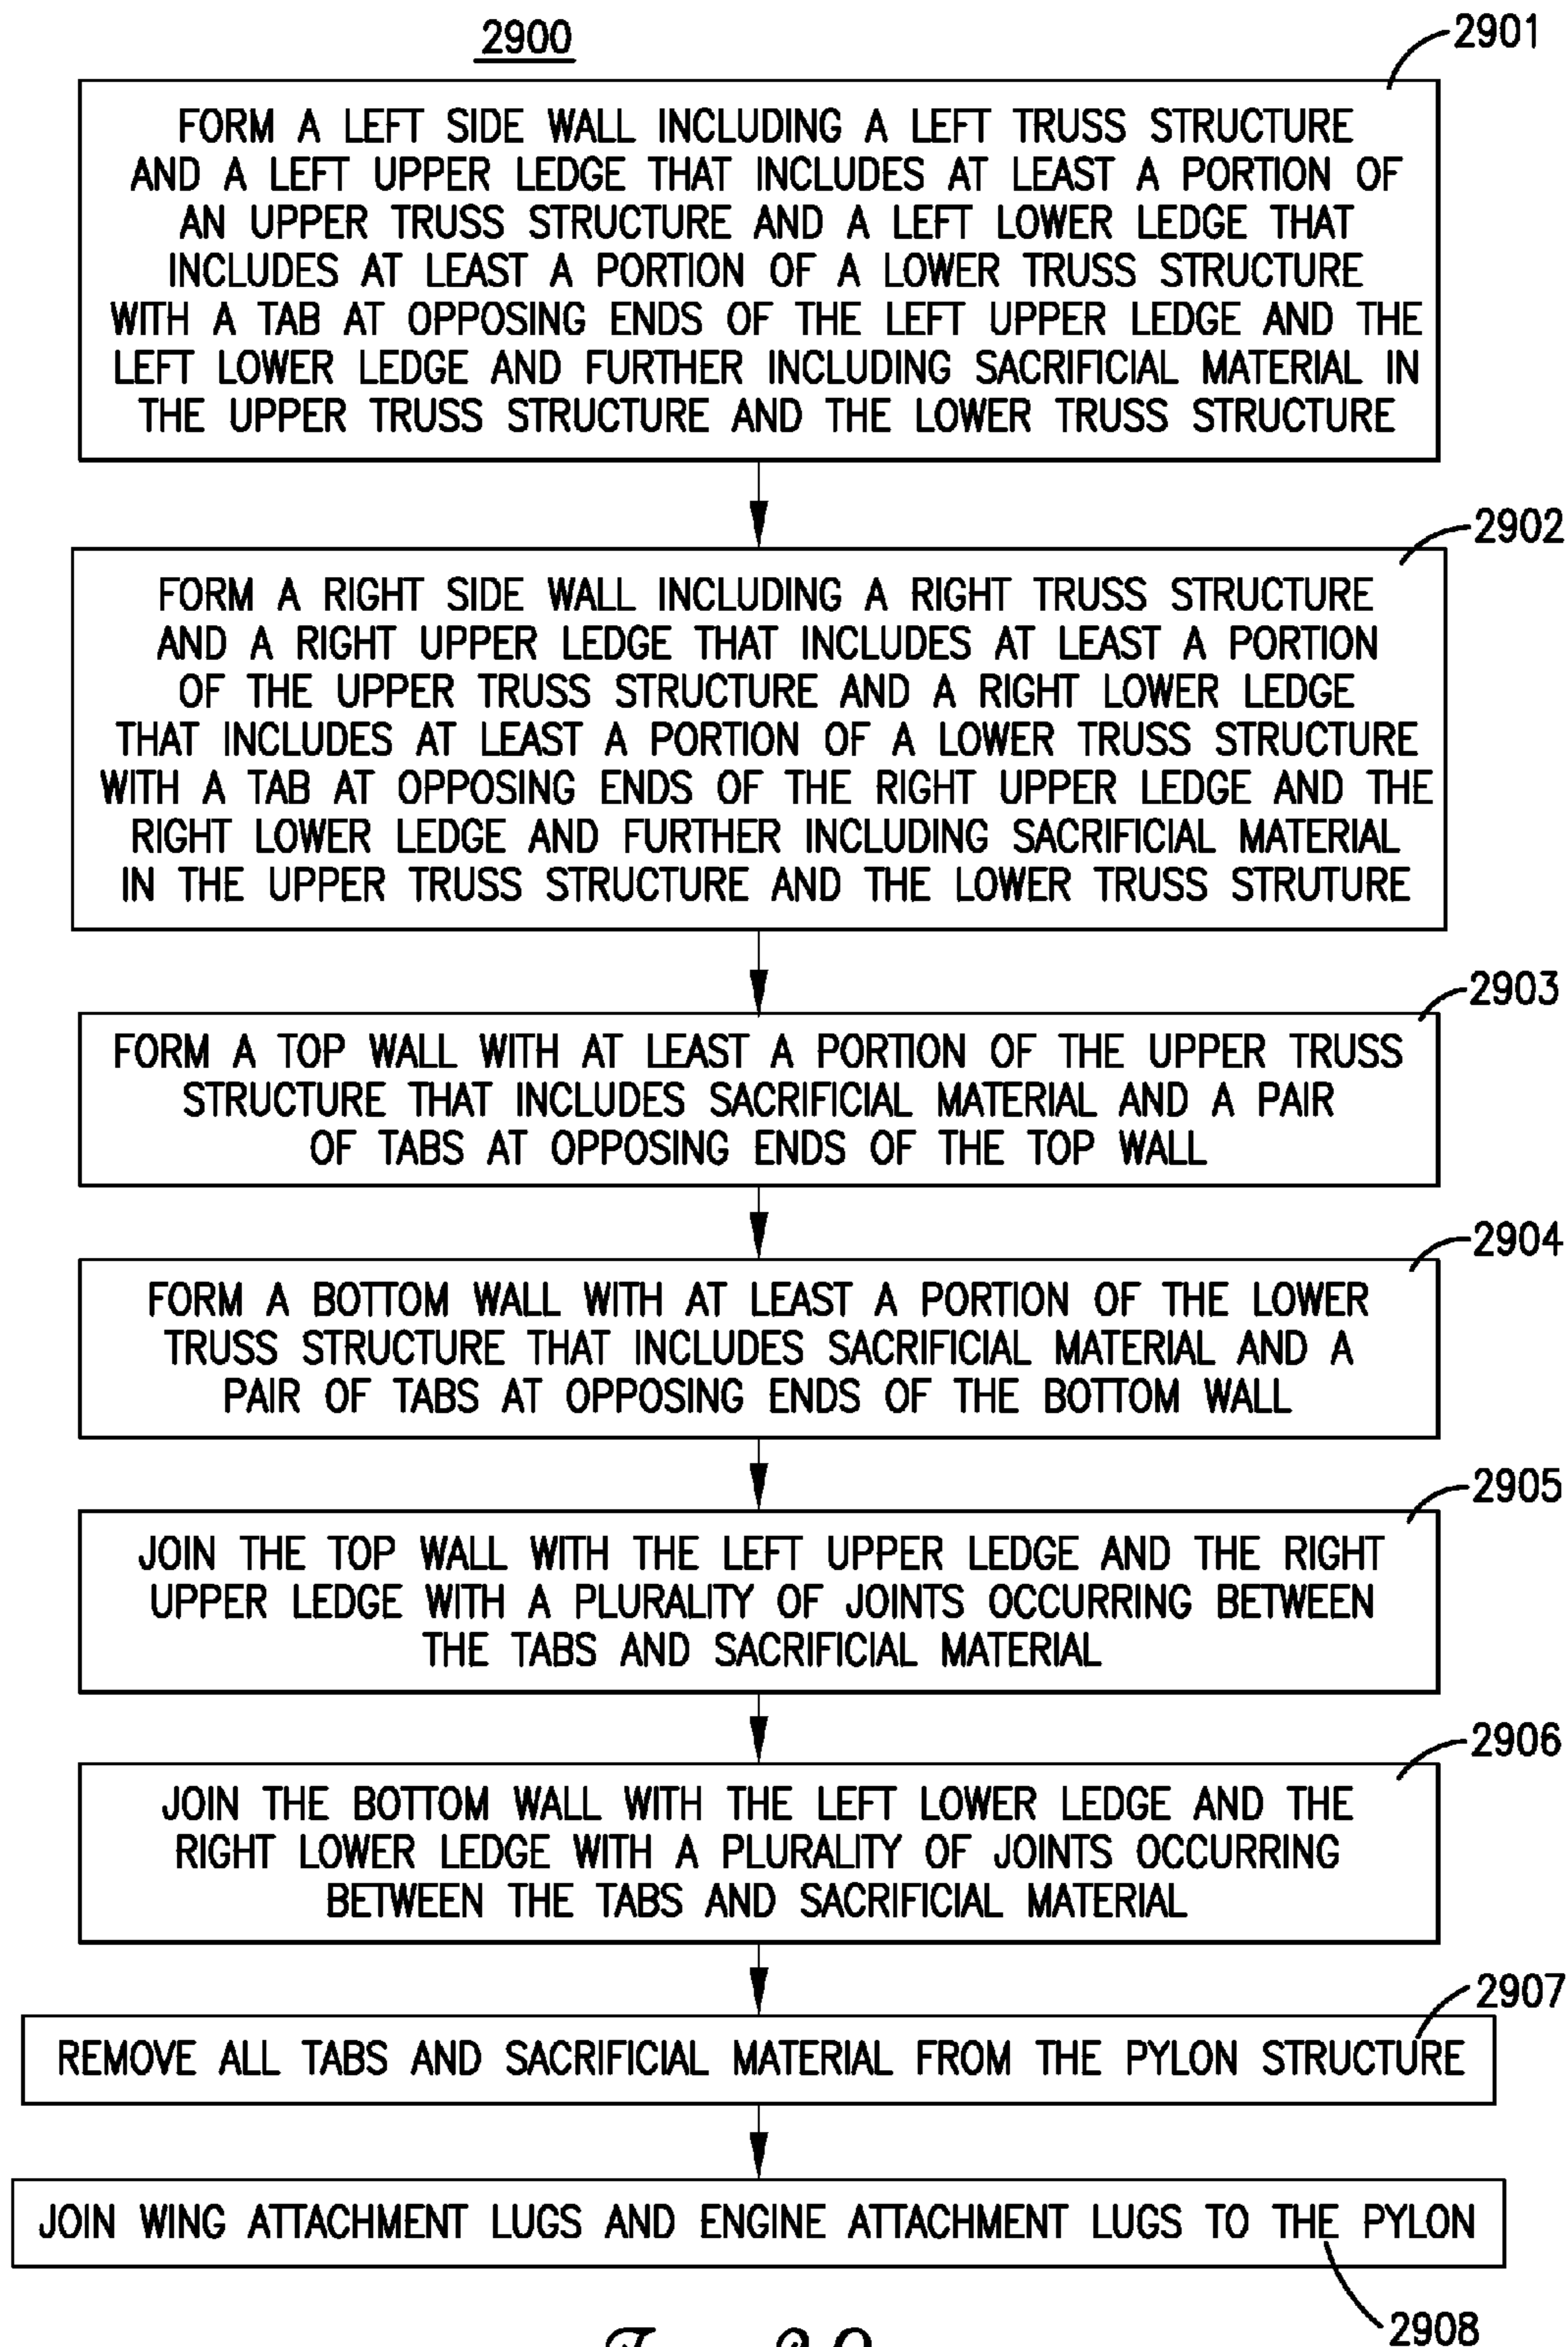 2900
2901
FORM A LEFT SIDE WALL INCLUDING A LEFT TRUSS STRUCTURE
AND A LEFT UPPER LEDGE THAT INCLUDES AT LEAST A PORTION OF
AN UPPER TRUSS STRUCTURE AND A LEFT LOWER LEDGE THAT
INCLUDES AT LEAST A PORTION OF A LOWER TRUSS STRUCTURE
WITH A TAB AT OPPOSING ENDS OF THE LEFT UPPER LEDGE AND THE
LEFT LOWER LEDGE AND FURTHER INCLUDING SACRIFICIAL MATERIAL IN
THE UPPER TRUSS STRUCTURE AND THE LOWER TRUSS STRUCTURE
2902
FORM A RIGHT SIDE WALL INCLUDING A RIGHT TRUSS STRUCTURE
AND A RIGHT UPPER LEDGE THAT INCLUDES AT LEAST A PORTION
OF THE UPPER TRUSS STRUCTURE AND A RIGHT LOWER LEDGE
THAT INCLUDES AT LEAST A PORTION OF A LOWER TRUSS STRUCTURE
WITH A TAB AT OPPOSING ENDS OF THE RIGHT UPPER LEDGE AND THE
RIGHT LOWER LEDGE AND FURTHER INCLUDING SACRIFICIAL MATERIAL
IN THE UPPER TRUSS STRUCTURE AND THE LOWER TRUSS STRUTURE
2903
FORM A TOP WALL WITH AT LEAST A PORTION OF THE UPPER TRUSS
STRUCTURE THAT INCLUDES SACRIFICIAL MATERIAL AND A PAIR
OF TABS AT OPPOSING ENDS OF THE TOP WALL
2904
FORM A BOTTOM WALL WITH AT LEAST A PORTION OF THE LOWER
TRUSS STRUCTURE THAT INCLUDES SACRIFICIAL MATERIAL AND A
PAIR OF TABS AT OPPOSING ENDS OF THE BOTTOM WALL
2905
JOIN THE TOP WALL WITH THE LEFT UPPER LEDGE AND THE RIGHT
UPPER LEDGE WITH A PLURALITY OF JOINTS OCCURRING BETWEEN
THE TABS AND SACRIFICIAL MATERIAL
2906
JOIN THE BOTTOM WALL WITH THE LEFT LOWER LEDGE AND THE
RIGHT LOWER LEDGE WITH A PLURALITY OF JOINTS OCCURRING
BETWEEN THE TABS AND SACRIFICIAL MATERIAL
2907
REMOVE ALL TABS AND SACRIFICIAL MATERIAL FROM THE PYLON STRUCTURE
JOIN WING ATTACHMENT LUGS AND ENGINE ATTACHMENT LUGS TO THE PYLON
2908